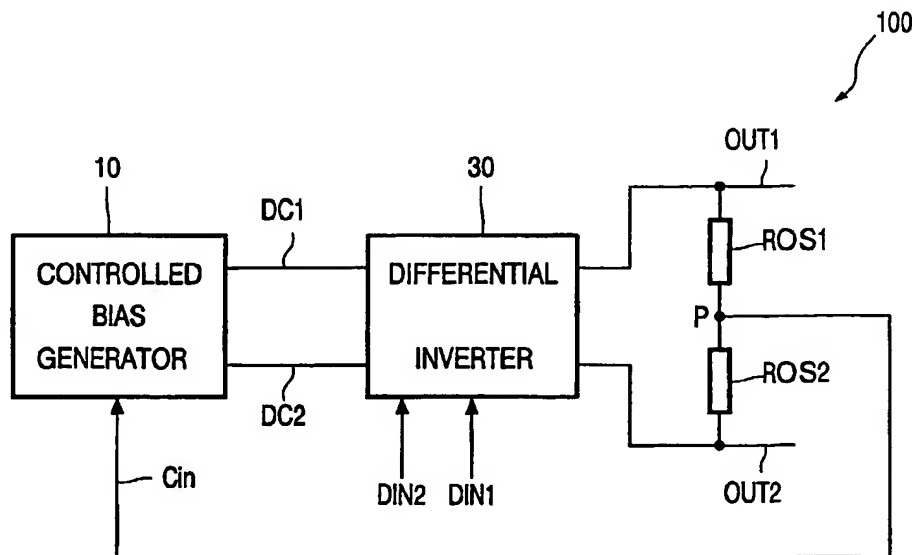 100
OUT1
10
30
DC1
CONTROLLED
BIAS
GENERATOR
DIFFERENTIAL
INVERTER
ROS1
P
ROS2
DC2
Cin
DIN2
DIN1
OUT2